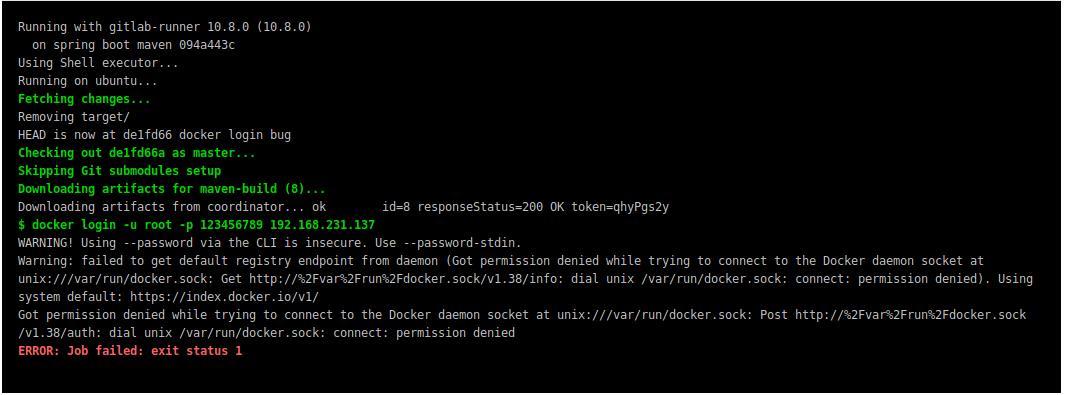 Running with gitlab-runner 10.8.0 (10.8.0)
on spring boot maven 094a443c
Using Shell executor...
Running on ubuntu...
Fetching changes...
Removing target/
HEAD is now at de1fd66 docker login bug
Checking out de1fd66a as master...
Skipping Git submodules setup
Downloading artifacts for maven-build (8)...
Downloading artifacts from coordinator... ok id=8 responseStatus=200 OK token=qhyPgs2y
$ docker login -u root -p 123456789 192.168.231.137
WARNING! Using --password via the CLI is insecure. Use --password-stdin.
Warning: failed to get default registry endpoint from daemon (Got permission denied while trying to connect to the Docker daemon socket at
unix:///var/run/docker.sock: Get http://%2Fvar%2Frun%2Fdocker.sock/v1.38/info: dial unix /var/run/docker.sock: connect: permission denied). Using
system default: https://index.docker.io/v1/
Got permission denied while trying to connect to the Docker daemon socket at unix:///var/run/docker.sock: Post http://%2Fvar%2Frun%2Fdocker.sock
/v1.38/auth: dial unix /var/run/docker.sock: connect: permission denied
ERROR: Job failed: exit status 1